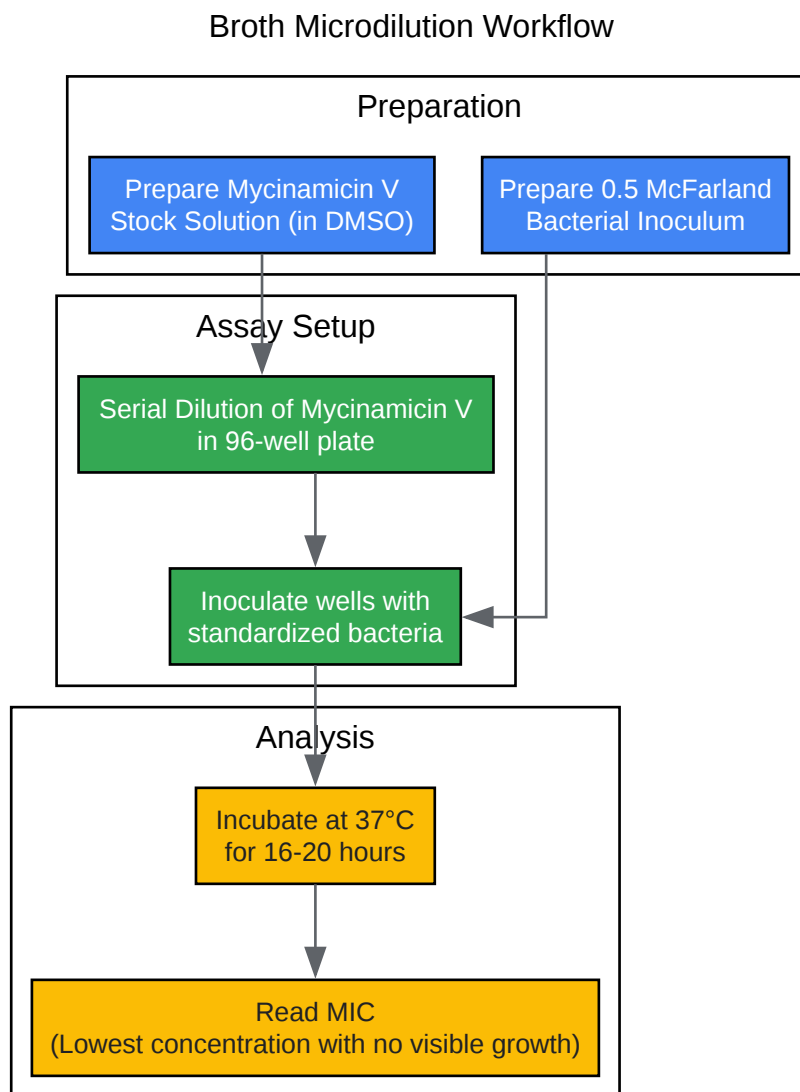 Broth Microdilution Workflow
Preparation
Prepare Mycinamicin V
Stock Solution (in DMSO)
Prepare 0.5 McFarland
Bacterial Inoculum
Assay Setup
Serial Dilution of Mycinamicin V
in 96-well plate
Inoculate wells with
standardized bacteria
Analysis
Incubate at 37°C
for 16-20 hours
Read MIC
(Lowest concentration with no visible growth)